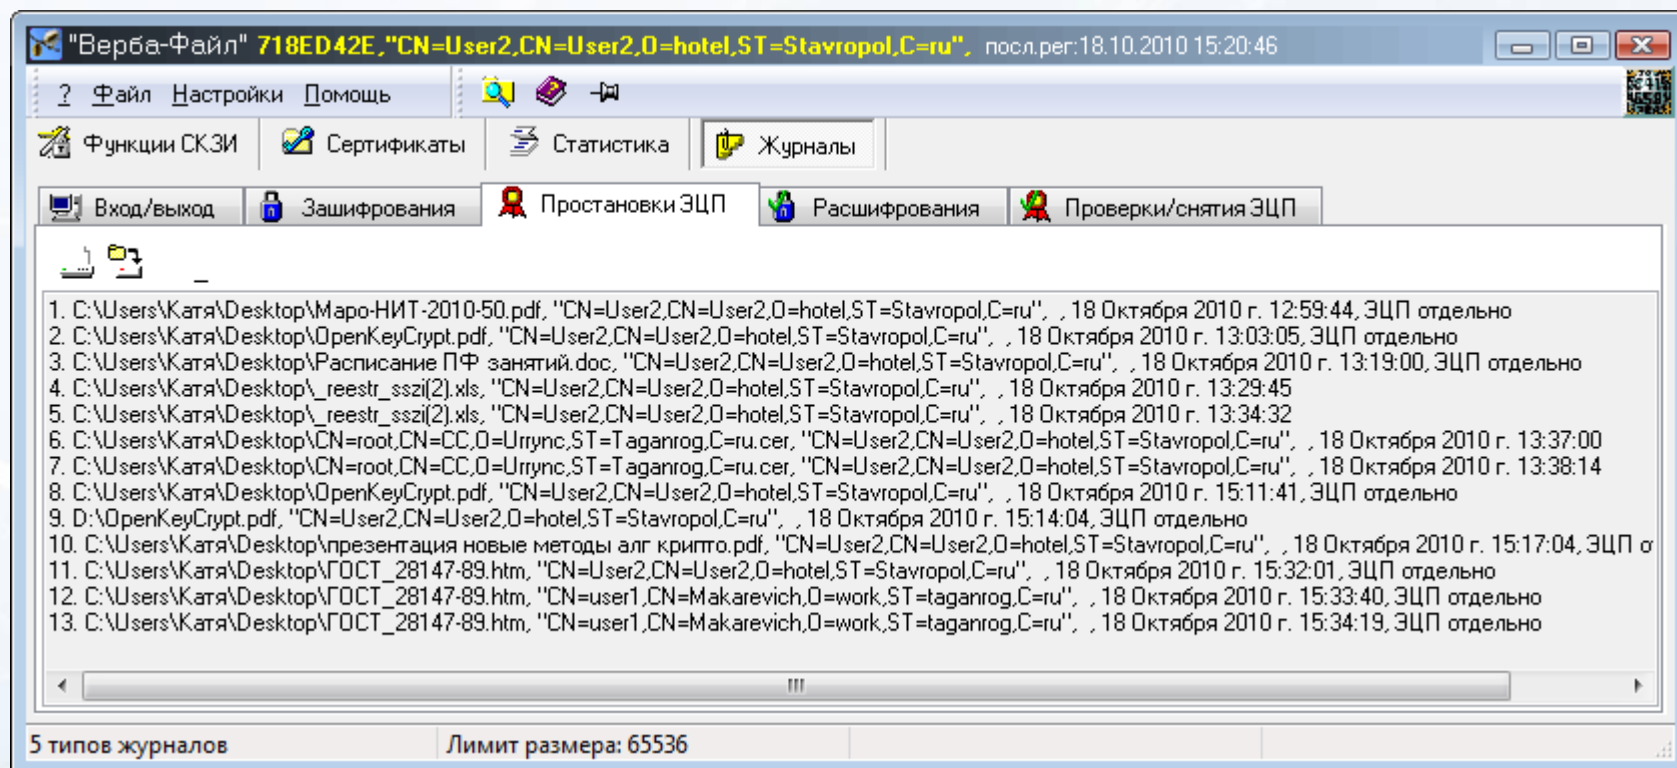 "Верба-Файл" 718ED42E,"CN=User2,CN=User2,O=hotel,ST=Stavropol,C=ru", посл.рег:18.10.2010 15:20:46
? Файл Настройки Помощь
Функции СКЗИ Сертификаты Статистика Журналы
Вход/выход Зашифрования Простановки ЭЦП Расшифрования Проверки/снятия ЭЦП
1. C:\Users\Катя\Desktop\Маро-НИТ-2010-50.pdf, "CN=User2,CN=User2,O=hotel,ST=Stavropol,C=ru", , 18 Октября 2010 г. 12:59:44, ЭЦП отдельно
2. C:\Users\Катя\Desktop\OpenKeyCrypt.pdf, "CN=User2,CN=User2,O=hotel,ST=Stavropol,C=ru", , 18 Октября 2010 г. 13:03:05, ЭЦП отдельно
3. C:\Users\Катя\Desktop\Расписание ПФ занятий.doc, "CN=User2,CN=User2,O=hotel,ST=Stavropol,C=ru", , 18 Октября 2010 г. 13:19:00, ЭЦП отдельно
4. C:\Users\Катя\Desktop\_reestr_sszi(2).xls, "CN=User2,CN=User2,O=hotel,ST=Stavropol,C=ru", , 18 Октября 2010 г. 13:29:45
5. C:\Users\Катя\Desktop\_reestr_sszi(2).xls, "CN=User2,CN=User2,O=hotel,ST=Stavropol,C=ru", , 18 Октября 2010 г. 13:34:32
6. C:\Users\Катя\Desktop\CN=root,CN=CC,O=Urrync,ST=Taganrog,C=ru.cer, "CN=User2,CN=User2,O=hotel,ST=Stavropol,C=ru", , 18 Октября 2010 г. 13:37:00
7. C:\Users\Катя\Desktop\CN=root,CN=CC,O=Urrync,ST=Taganrog,C=ru.cer, "CN=User2,CN=User2,O=hotel,ST=Stavropol,C=ru", , 18 Октября 2010 г. 13:38:14
8. C:\Users\Катя\Desktop\OpenKeyCrypt.pdf, "CN=User2,CN=User2,O=hotel,ST=Stavropol,C=ru", , 18 Октября 2010 г. 15:11:41, ЭЦП отдельно
9. D:\OpenKeyCrypt.pdf, "CN=User2,CN=User2,O=hotel,ST=Stavropol,C=ru", , 18 Октября 2010 г. 15:14:04, ЭЦП отдельно
10. C:\Users\Катя\Desktop\презентация новые методы алг крипто.pdf, "CN=User2,CN=User2,O=hotel,ST=Stavropol,C=ru", , 18 Октября 2010 г. 15:17:04, ЭЦП о
11. C:\Users\Катя\Desktop\ГОСТ_28147-89.htm, "CN=User2,CN=User2,O=hotel,ST=Stavropol,C=ru", , 18 Октября 2010 г. 15:32:01, ЭЦП отдельно
12. C:\Users\Катя\Desktop\ГОСТ_28147-89.htm, "CN=user1,CN=Makarevich,O=work,ST=taganrog,C=ru", , 18 Октября 2010 г. 15:33:40, ЭЦП отдельно
13. C:\Users\Катя\Desktop\ГОСТ_28147-89.htm, "CN=user1,CN=Makarevich,O=work,ST=taganrog,C=ru", , 18 Октября 2010 г. 15:34:19, ЭЦП отдельно
5 типов журналов Лимит размера: 65536